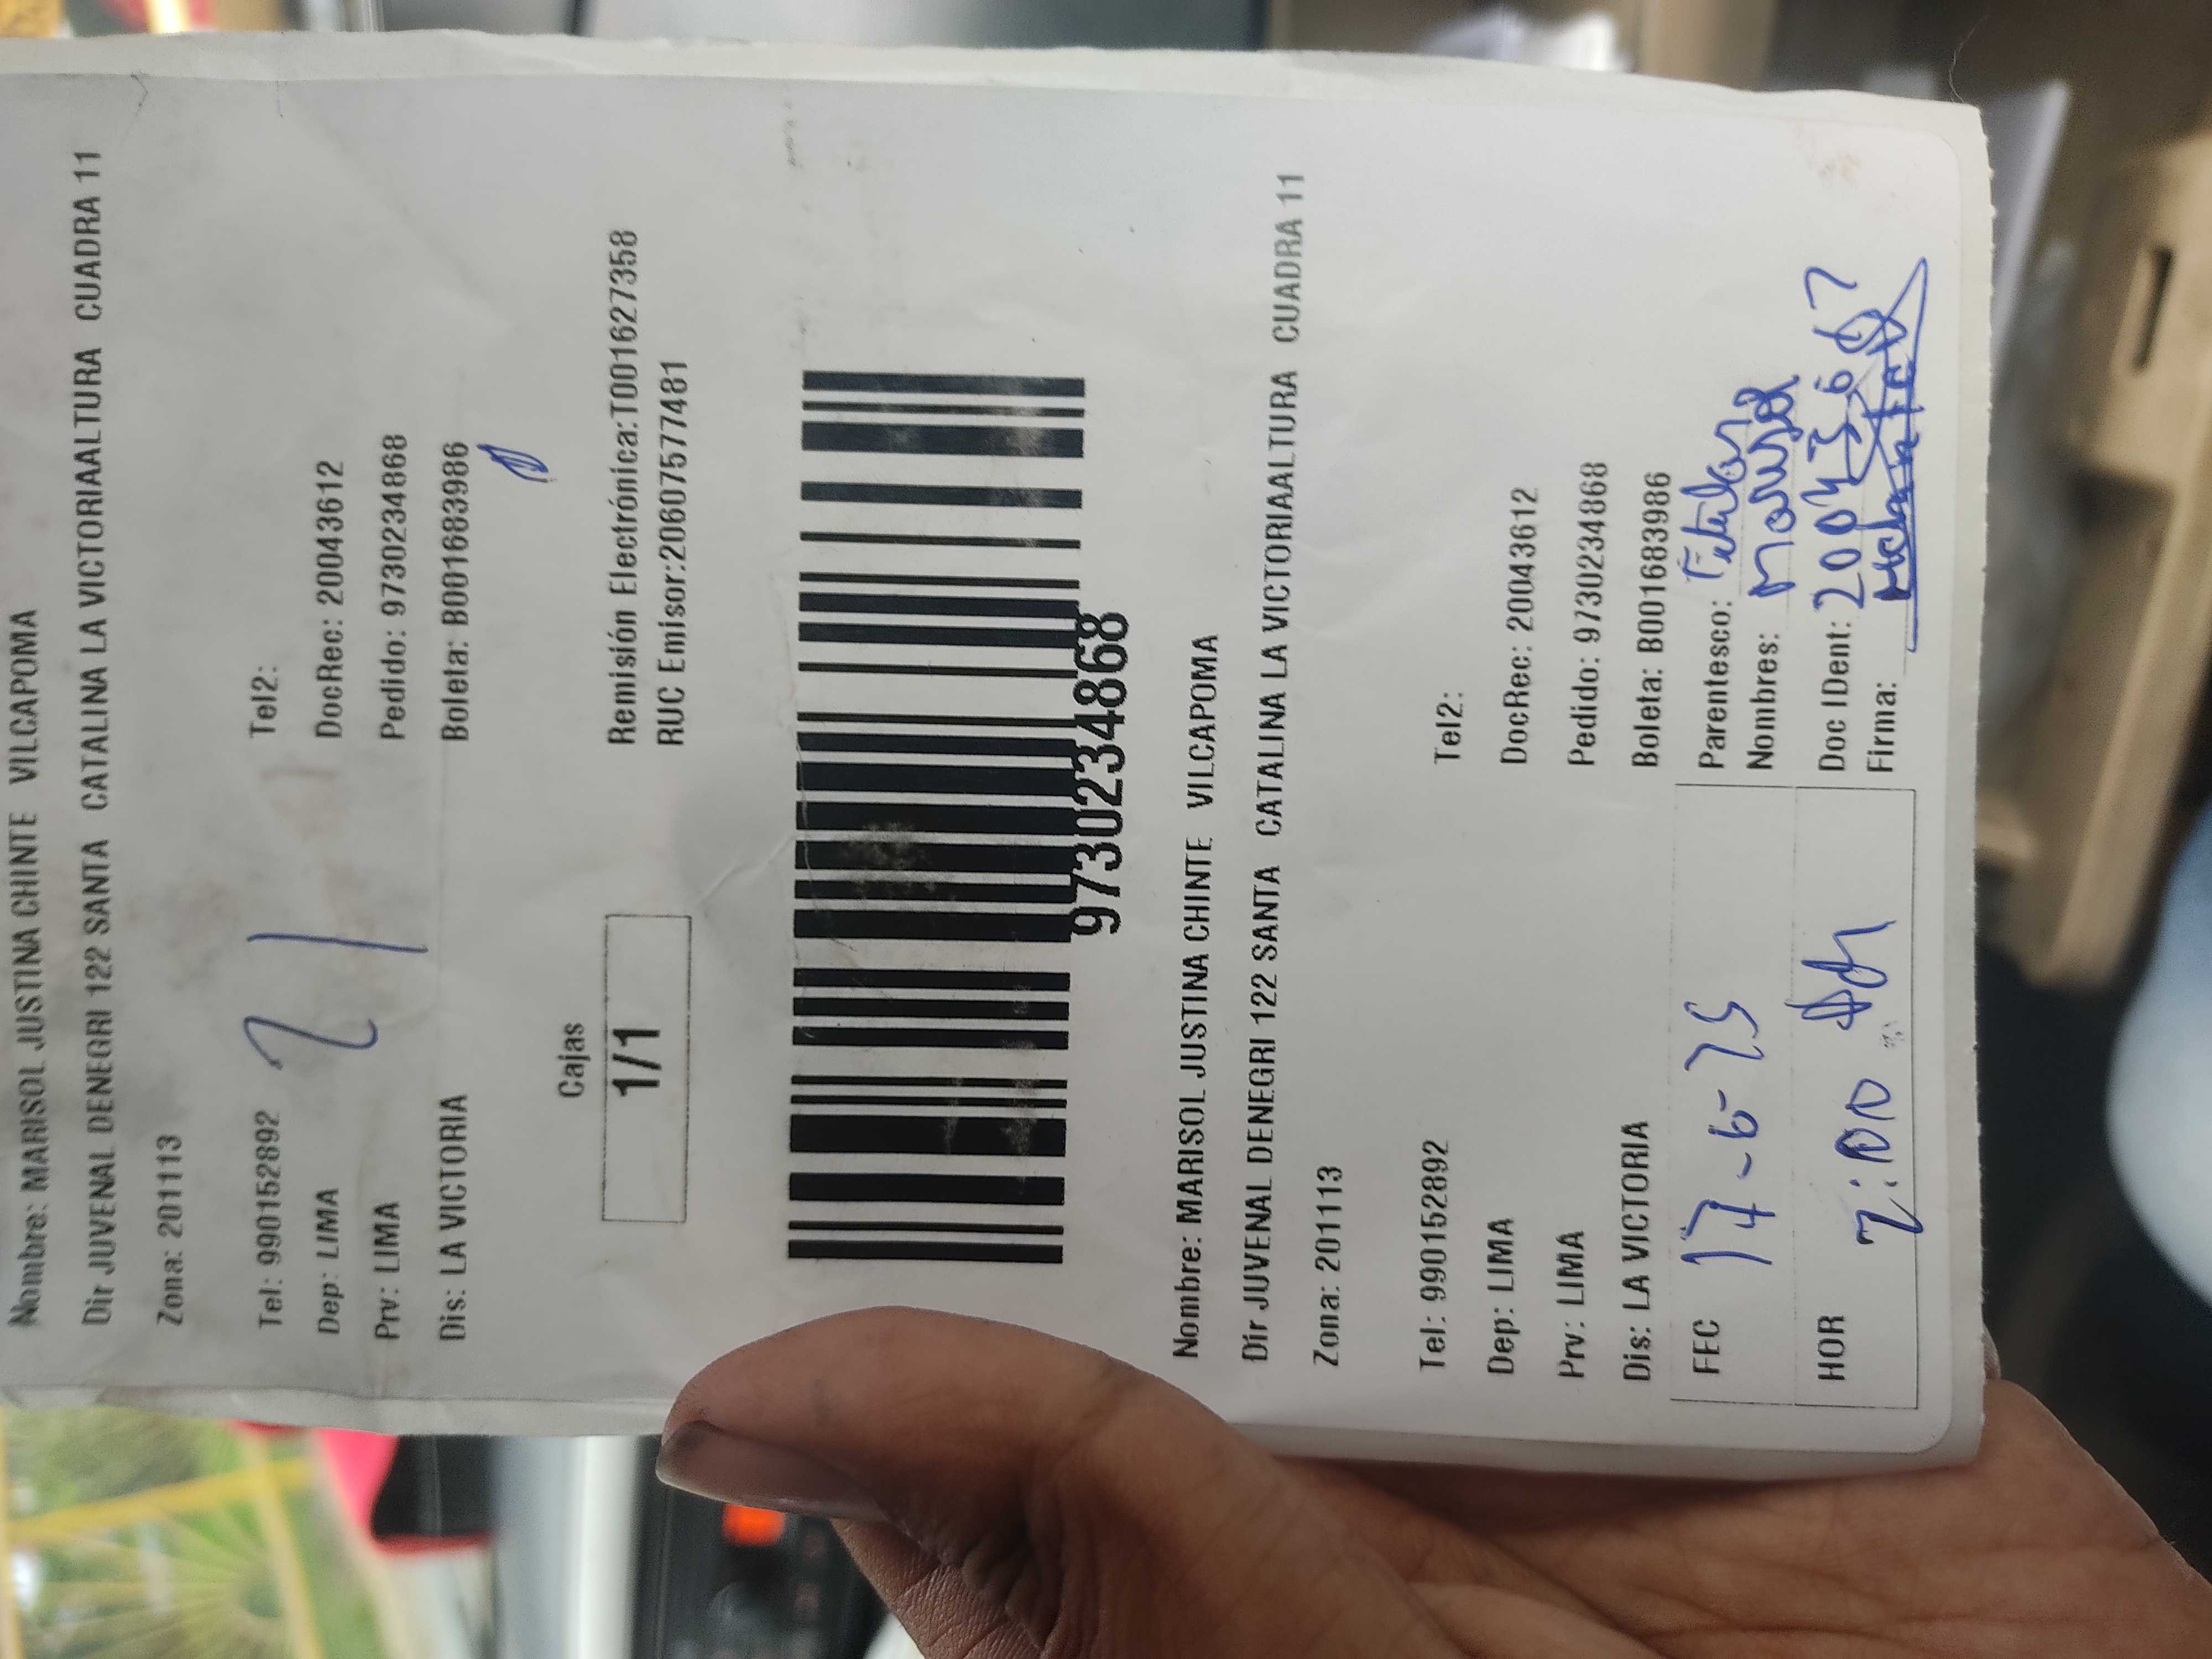 Nombre: MARISOL JUSTINA CHINTE VILCAPOMA
Dir JUVENAL DENEGRI 122 SANTA CATALINA LA VICTORIAALTURA CUADRA 11
Zona: 201113
Tel: 990152892 Tel2:
Dep: LIMA DocRec: 20043612
Prv: LIMA Pedido: 9730234868
Dis: LA VICTORIA Boleta: B001683986
21
Cajas
1/1
Remisión Electrónica:T001627358
RUC Emisor:20607577481
9730234868
Nombre: MARISOL JUSTINA CHINTE VILCAPOMA
Dir JUVENAL DENEGRI 122 SANTA CATALINA LA VICTORIAALTURA CUADRA 11
Zona: 201113
Tel: 990152892 Tel2:
Dep: LIMA DocRec: 20043612
Prv: LIMA Pedido: 9730234868
Dis: LA VICTORIA Boleta: B001683986
FEC 17-6-25 Parentesco: Titular
Nombres: Marisol
HOR 2:00 Doc IDent:
Firma: